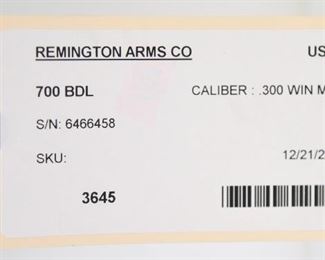 REMINGTON ARMS CO US
700 BDL CALIBER : .300 WIN M
S/N: 6466458
SKU: 12/21/2
3645